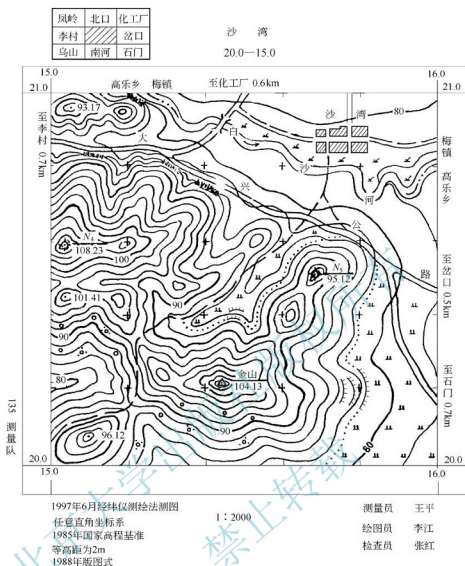 凤岭 北口 化工厂
李村 岔口
乌山 南河 石门
沙 湾
20.0—15.0
15.0 高乐乡 梅镇 至化工厂 0.6km 16.0
21.0 21.0
93.17
沙 湾
80
大
白
至李村 0.7km
梅镇 高乐乡
沙
兴
河
公
N4
108.23
100
N5
95.12
路
至岔口 0.5km
101.41
90
90
金山
104.13
80
90
至石门 0.7km
96.12
80
135 测量队
20.0 20.0
15.0 16.0
1997年6月经纬仪测绘法测图
任意直角坐标系
1985年国家高程基准
等高距为2m
1988年版图式
1∶2000
测量员 王平
绘图员 李江
检查员 张红
禁止转载